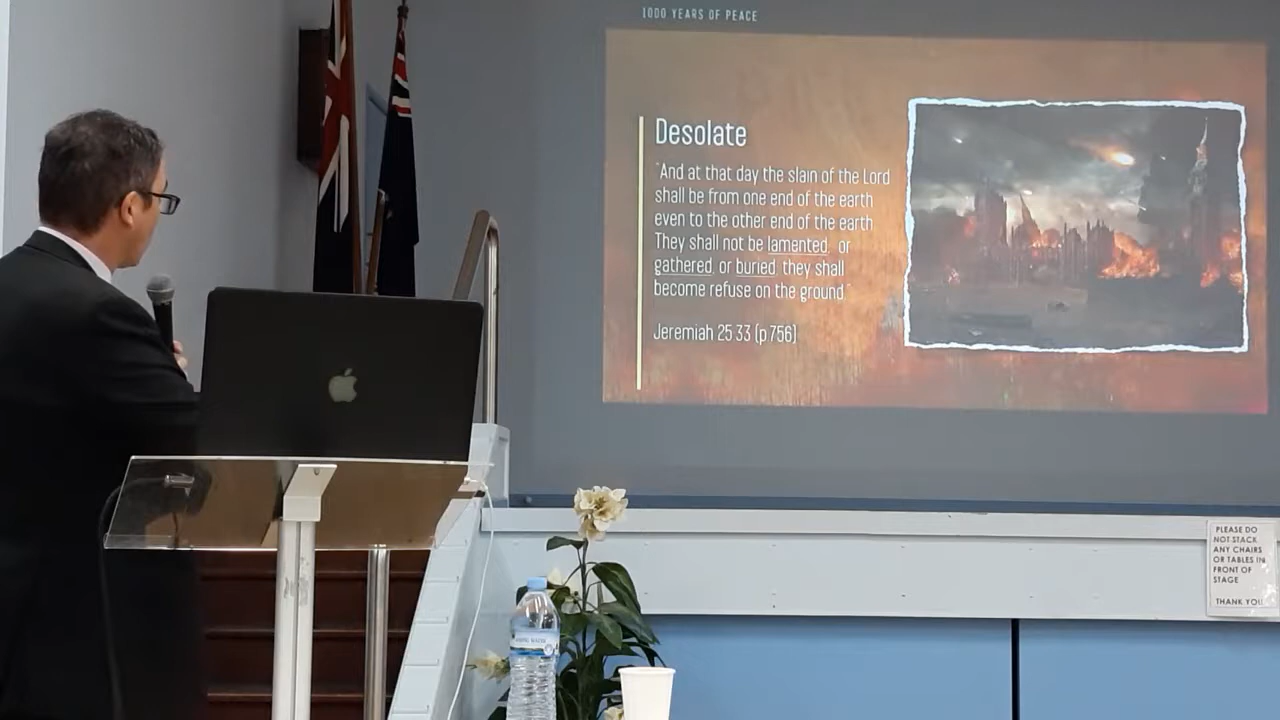 1000 YEARS OF PEACE
Desolate
"And at that day the slain of the Lord
shall be from one end of the earth
even to the other end of the earth
They shall not be lamented, or
gathered, or buried, they shall
become refuse on the ground."
Jeremiah 25:33 (p.756)
PLEASE DO
NOT STACK
ANY CHAIRS
OR TABLES IN
FRONT OF
STAGE
THANK YOU